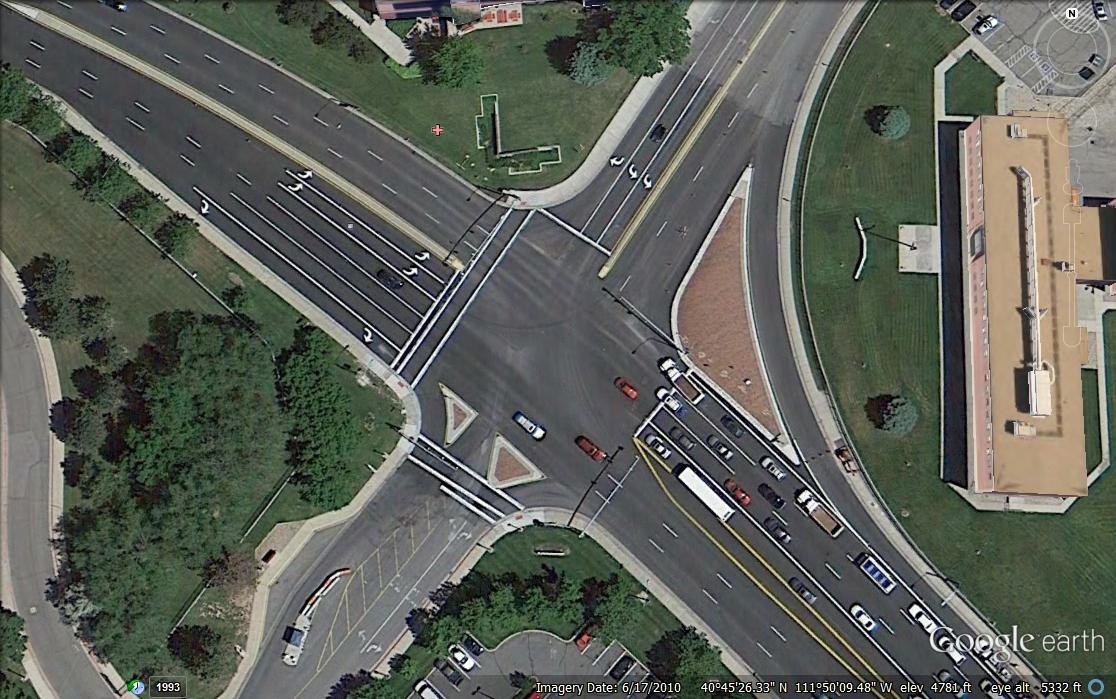 N
Google earth
1993
Imagery Date: 6/17/2010 40°45'26.33" N 111°50'09.48" W elev 4781 ft eye alt 5332 ft